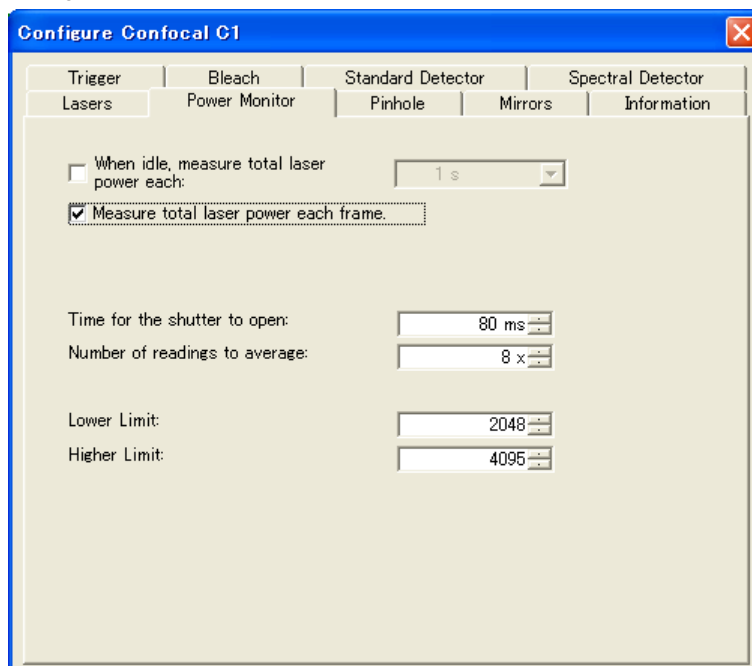 Configure Confocal C1
Trigger Bleach Standard Detector Spectral Detector
Lasers Power Monitor Pinhole Mirrors Information
When idle, measure total laser 1 s
power each:
Measure total laser power each frame.
Time for the shutter to open: 80 ms
Number of readings to average: 8 x
Lower Limit: 2048
Higher Limit: 4095